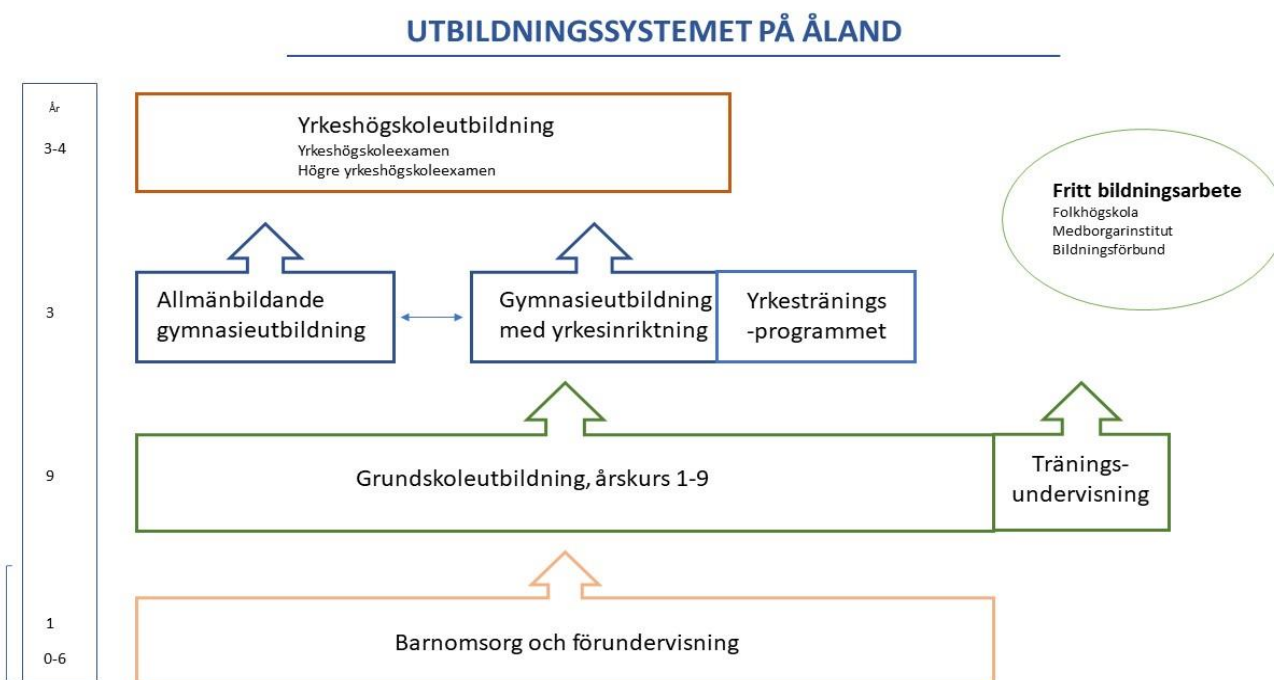 UTBILDNINGSSYSTEMET PÅ ÅLAND
År
3-4
Yrkeshögskoleutbildning
Yrkeshögskoleexamen
Högre yrkeshögskoleexamen
Fritt bildningsarbete
Folkhögskola
Medborgarinstitut
Bildningsförbund
3
Allmänbildande
gymnasieutbildning
Gymnasieutbildning
med yrkesinriktning
Yrkestränings
-programmet
9
Grundskoleutbildning, årskurs 1-9
Tränings-
undervisning
1
0-6
Barnomsorg och förundervisning